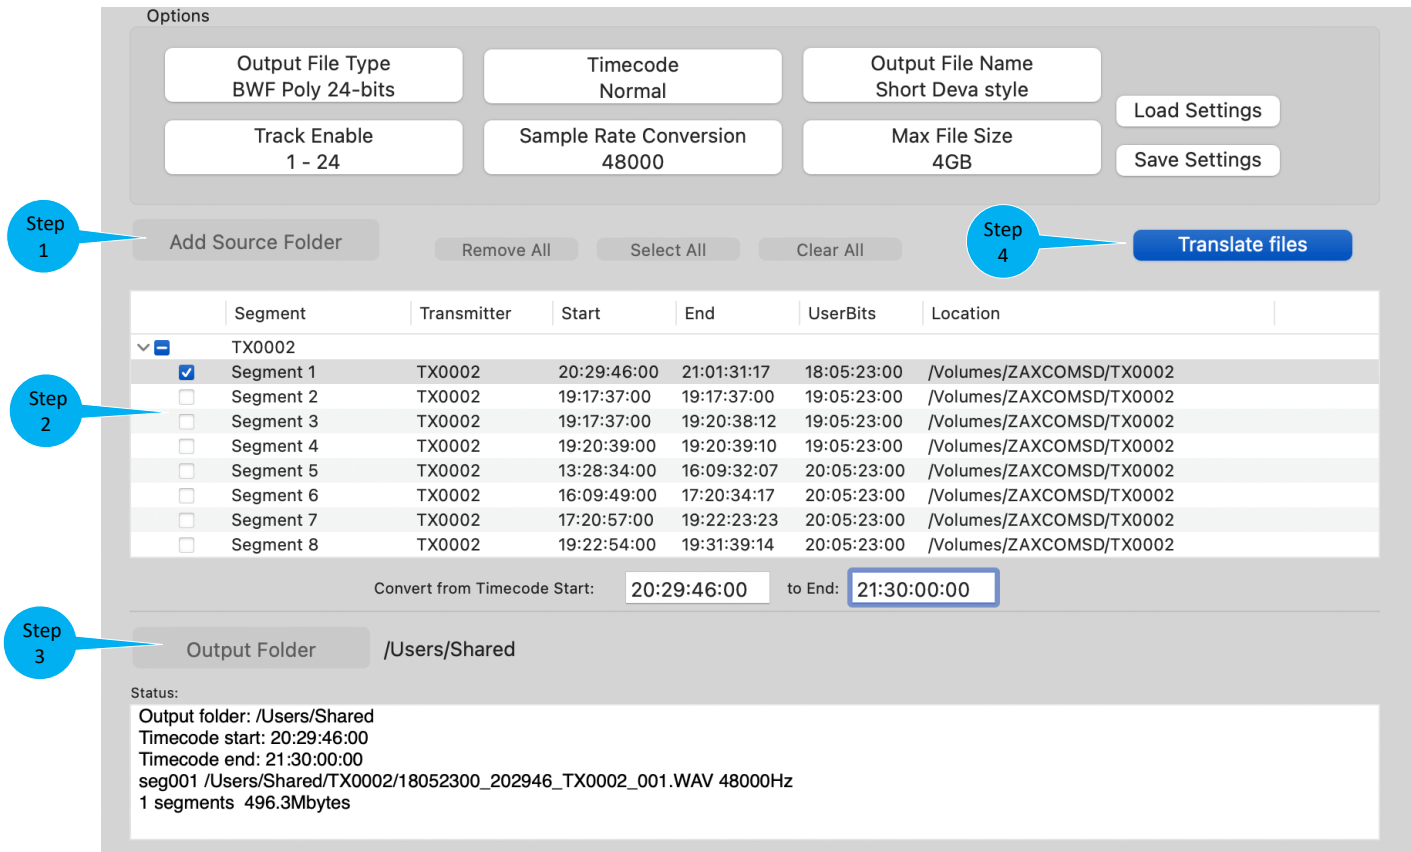 Options
Output File Type
BWF Poly 24-bits
Timecode
Normal
Output File Name
Short Deva style
Track Enable
1 - 24
Sample Rate Conversion
48000
Max File Size
4GB
Load Settings
Save Settings
Step
1
Add Source Folder
Remove All
Select All
Clear All
Step
4
Translate files
Segment Transmitter Start End UserBits Location
TX0002
Segment 1 TX0002 20:29:46:00 21:01:31:17 18:05:23:00 /Volumes/ZAXCOMSD/TX0002
Segment 2 TX0002 19:17:37:00 19:17:37:00 19:05:23:00 /Volumes/ZAXCOMSD/TX0002
Segment 3 TX0002 19:17:37:00 19:20:38:12 19:05:23:00 /Volumes/ZAXCOMSD/TX0002
Segment 4 TX0002 19:20:39:00 19:20:39:10 19:05:23:00 /Volumes/ZAXCOMSD/TX0002
Segment 5 TX0002 13:28:34:00 16:09:32:07 20:05:23:00 /Volumes/ZAXCOMSD/TX0002
Segment 6 TX0002 16:09:49:00 17:20:34:17 20:05:23:00 /Volumes/ZAXCOMSD/TX0002
Segment 7 TX0002 17:20:57:00 19:22:23:23 20:05:23:00 /Volumes/ZAXCOMSD/TX0002
Segment 8 TX0002 19:22:54:00 19:31:39:14 20:05:23:00 /Volumes/ZAXCOMSD/TX0002
Step
2
Convert from Timecode Start: 20:29:46:00 to End: 21:30:00:00
Step
3
Output Folder /Users/Shared
Status:
Output folder: /Users/Shared
Timecode start: 20:29:46:00
Timecode end: 21:30:00:00
seg001 /Users/Shared/TX0002/18052300_202946_TX0002_001.WAV 48000Hz
1 segments 496.3Mbytes